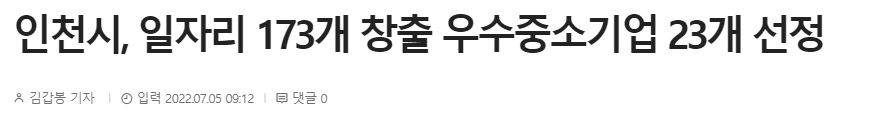 인천시, 일자리 173개 창출 우수중소기업 23개 선정
김갑봉 기자 | 입력 2022.07.05 09:12 | 댓글 0